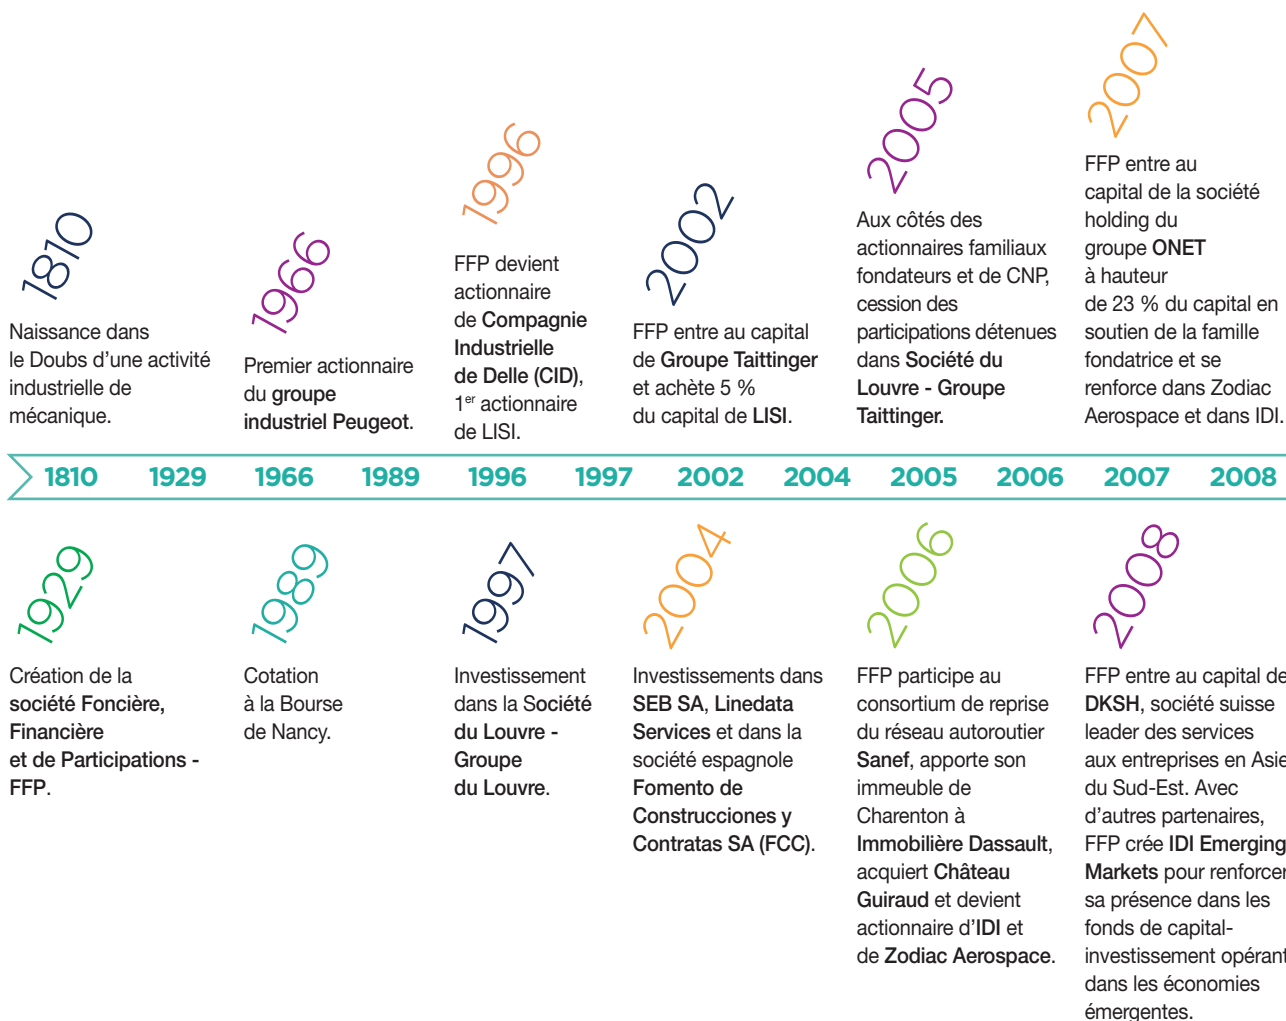 1810
Naissance dans
le Doubs d’une activité
industrielle de
mécanique.
1966
Premier actionnaire
du groupe
industriel Peugeot.
1996
FFP devient
actionnaire
de Compagnie
Industrielle
de Delle (CID),
1er actionnaire
de LISI.
2002
FFP entre au capital
de Groupe Taittinger
et achète 5 %
du capital de LISI.
2005
Aux côtés des
actionnaires familiaux
fondateurs et de CNP,
cession des
participations détenues
dans Société du
Louvre - Groupe
Taittinger.
2007
FFP entre au
capital de la société
holding du
groupe ONET
à hauteur
de 23 % du capital en
soutien de la famille
fondatrice et se
renforce dans Zodiac
Aerospace et dans IDI.
1810 1929 1966 1989 1996 1997 2002 2004 2005 2006 2007 2008
1929
Création de la
société Foncière,
Financière
et de Participations -
FFP.
1989
Cotation
à la Bourse
de Nancy.
1997
Investissement
dans la Société
du Louvre -
Groupe
du Louvre.
2004
Investissements dans
SEB SA, Linedata
Services et dans la
société espagnole
Fomento de
Construcciones y
Contratas SA (FCC).
2006
FFP participe au
consortium de reprise
du réseau autoroutier
Sanef, apporte son
immeuble de
Charenton à
Immobilière Dassault,
acquiert Château
Guiraud et devient
actionnaire d’IDI et
de Zodiac Aerospace.
2008
FFP entre au capital de
DKSH, société suisse
leader des services
aux entreprises en Asie
du Sud-Est. Avec
d’autres partenaires,
FFP crée IDI Emerging
Markets pour renforcer
sa présence dans les
fonds de capital-
investissement opérant
dans les économies
émergentes.